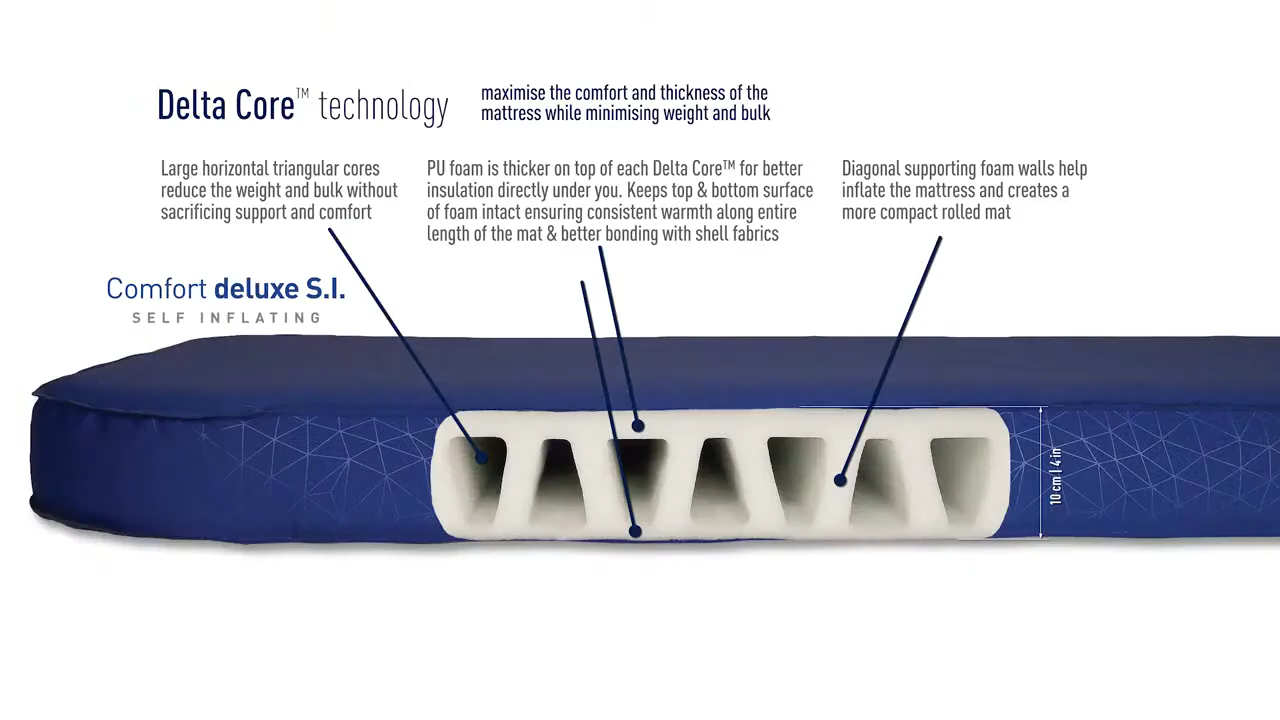 Delta Core™ technology
maximise the comfort and thickness of the
mattress while minimising weight and bulk
Large horizontal triangular cores
reduce the weight and bulk without
sacrificing support and comfort
PU foam is thicker on top of each Delta Core™ for better
insulation directly under you. Keeps top & bottom surface
of foam intact ensuring consistent warmth along entire
length of the mat & better bonding with shell fabrics
Diagonal supporting foam walls help
inflate the mattress and creates a
more compact rolled mat
Comfort deluxe S.I.
SELF INFLATING
10 cm | 4 in